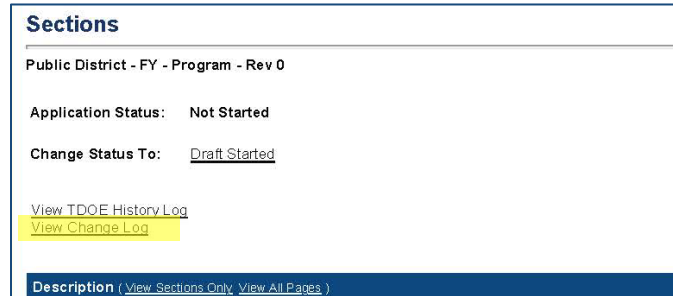 Sections
Public District - FY - Program - Rev 0
Application Status: Not Started
Change Status To: Draft Started
View TDOE History Log
View Change Log
Description ( View Sections Only View All Pages )